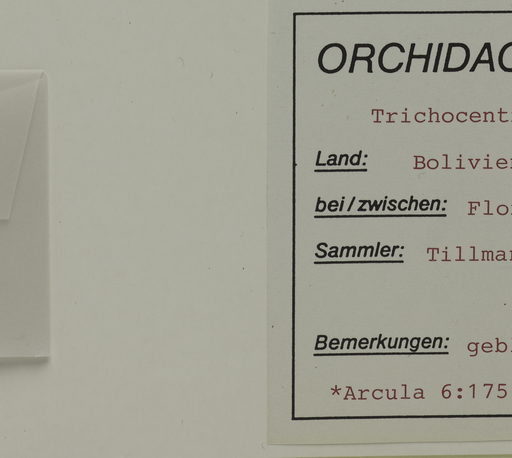 ORCHIDAC
Trichocent
Land: Bolivie
bei/zwischen: Flo
Sammler: Tillma
Bemerkungen: geb
*Arcula 6:175